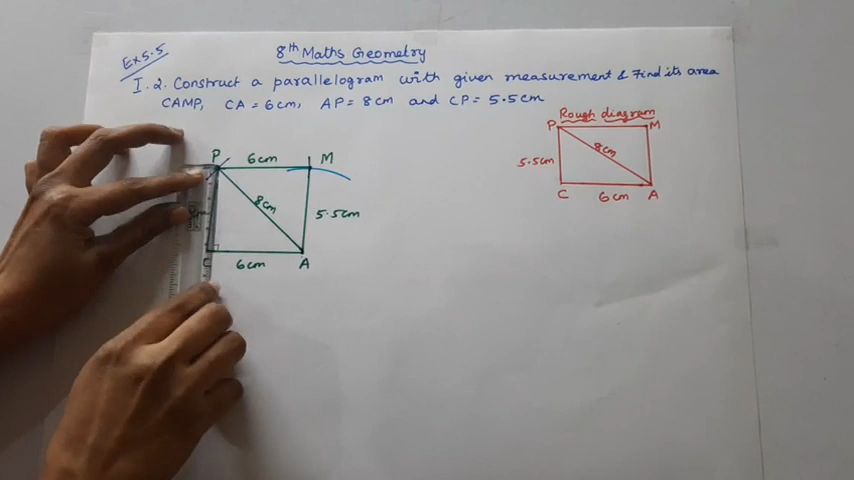 Ex 5.5
8th Maths Geometry
I. 2. Construct a parallelogram with given measurement & Find its area
CAMP, CA = 6cm, AP = 8cm and CP = 5.5cm
Rough diagram
P M
8cm
5.5cm
C 6cm A
P 6cm M
8cm 5.5cm
C
6cm A